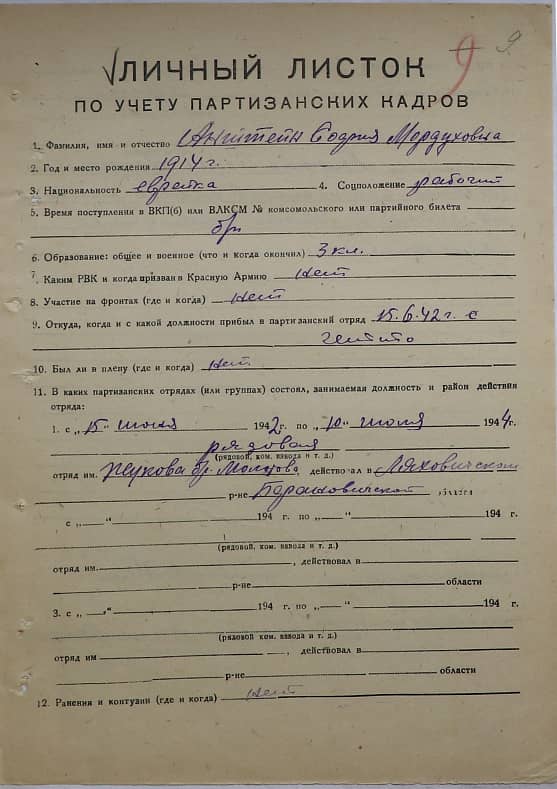 9 9.
ЛИЧНЫЙ ЛИСТОК
ПО УЧЕТУ ПАРТИЗАНСКИХ КАДРОВ
1. Фамилия, имя и отчество Мордуховна
2. Год и место рождения 1914 г.
3. Национальность еврейка 4. Соцположение рабочий
5. Время поступления в ВКП(б) или ВЛКСМ № комсомольского или партийного билета
б/п
6. Образование: общее и военное (что и когда окончил) 3 кл.
7. Каким РВК и когда призван в Красную Армию нет
8. Участие на фронтах (где и когда) нет
9. Откуда, когда и с какой должности прибыл в партизанский отряд 15.6.42 г. с
гетто
10. Был ли в плену (где и когда) нет
11. В каких партизанских отрядах (или группах) состоял, занимаемая должность и район действия
отряда:
1. с „15" июня 1942 г. по „10" июля 1944 г.
рядовая
(рядовой, ком. взвода и т. д.)
отряд им. Жукова бр. Молотова действовал в Ляховичском
р-не Барановичской области
с „ " 194 г. по „ " 194 г.
(рядовой, ком. взвода и т. д.)
отряд им. , действовал в
р-не области
3. с „ " 194 г. по „ " 194 г.
(рядовой, ком. взвода и т. д.)
отряд им , действовал в
р-не области
12. Ранения и контузии (где и когда) нет